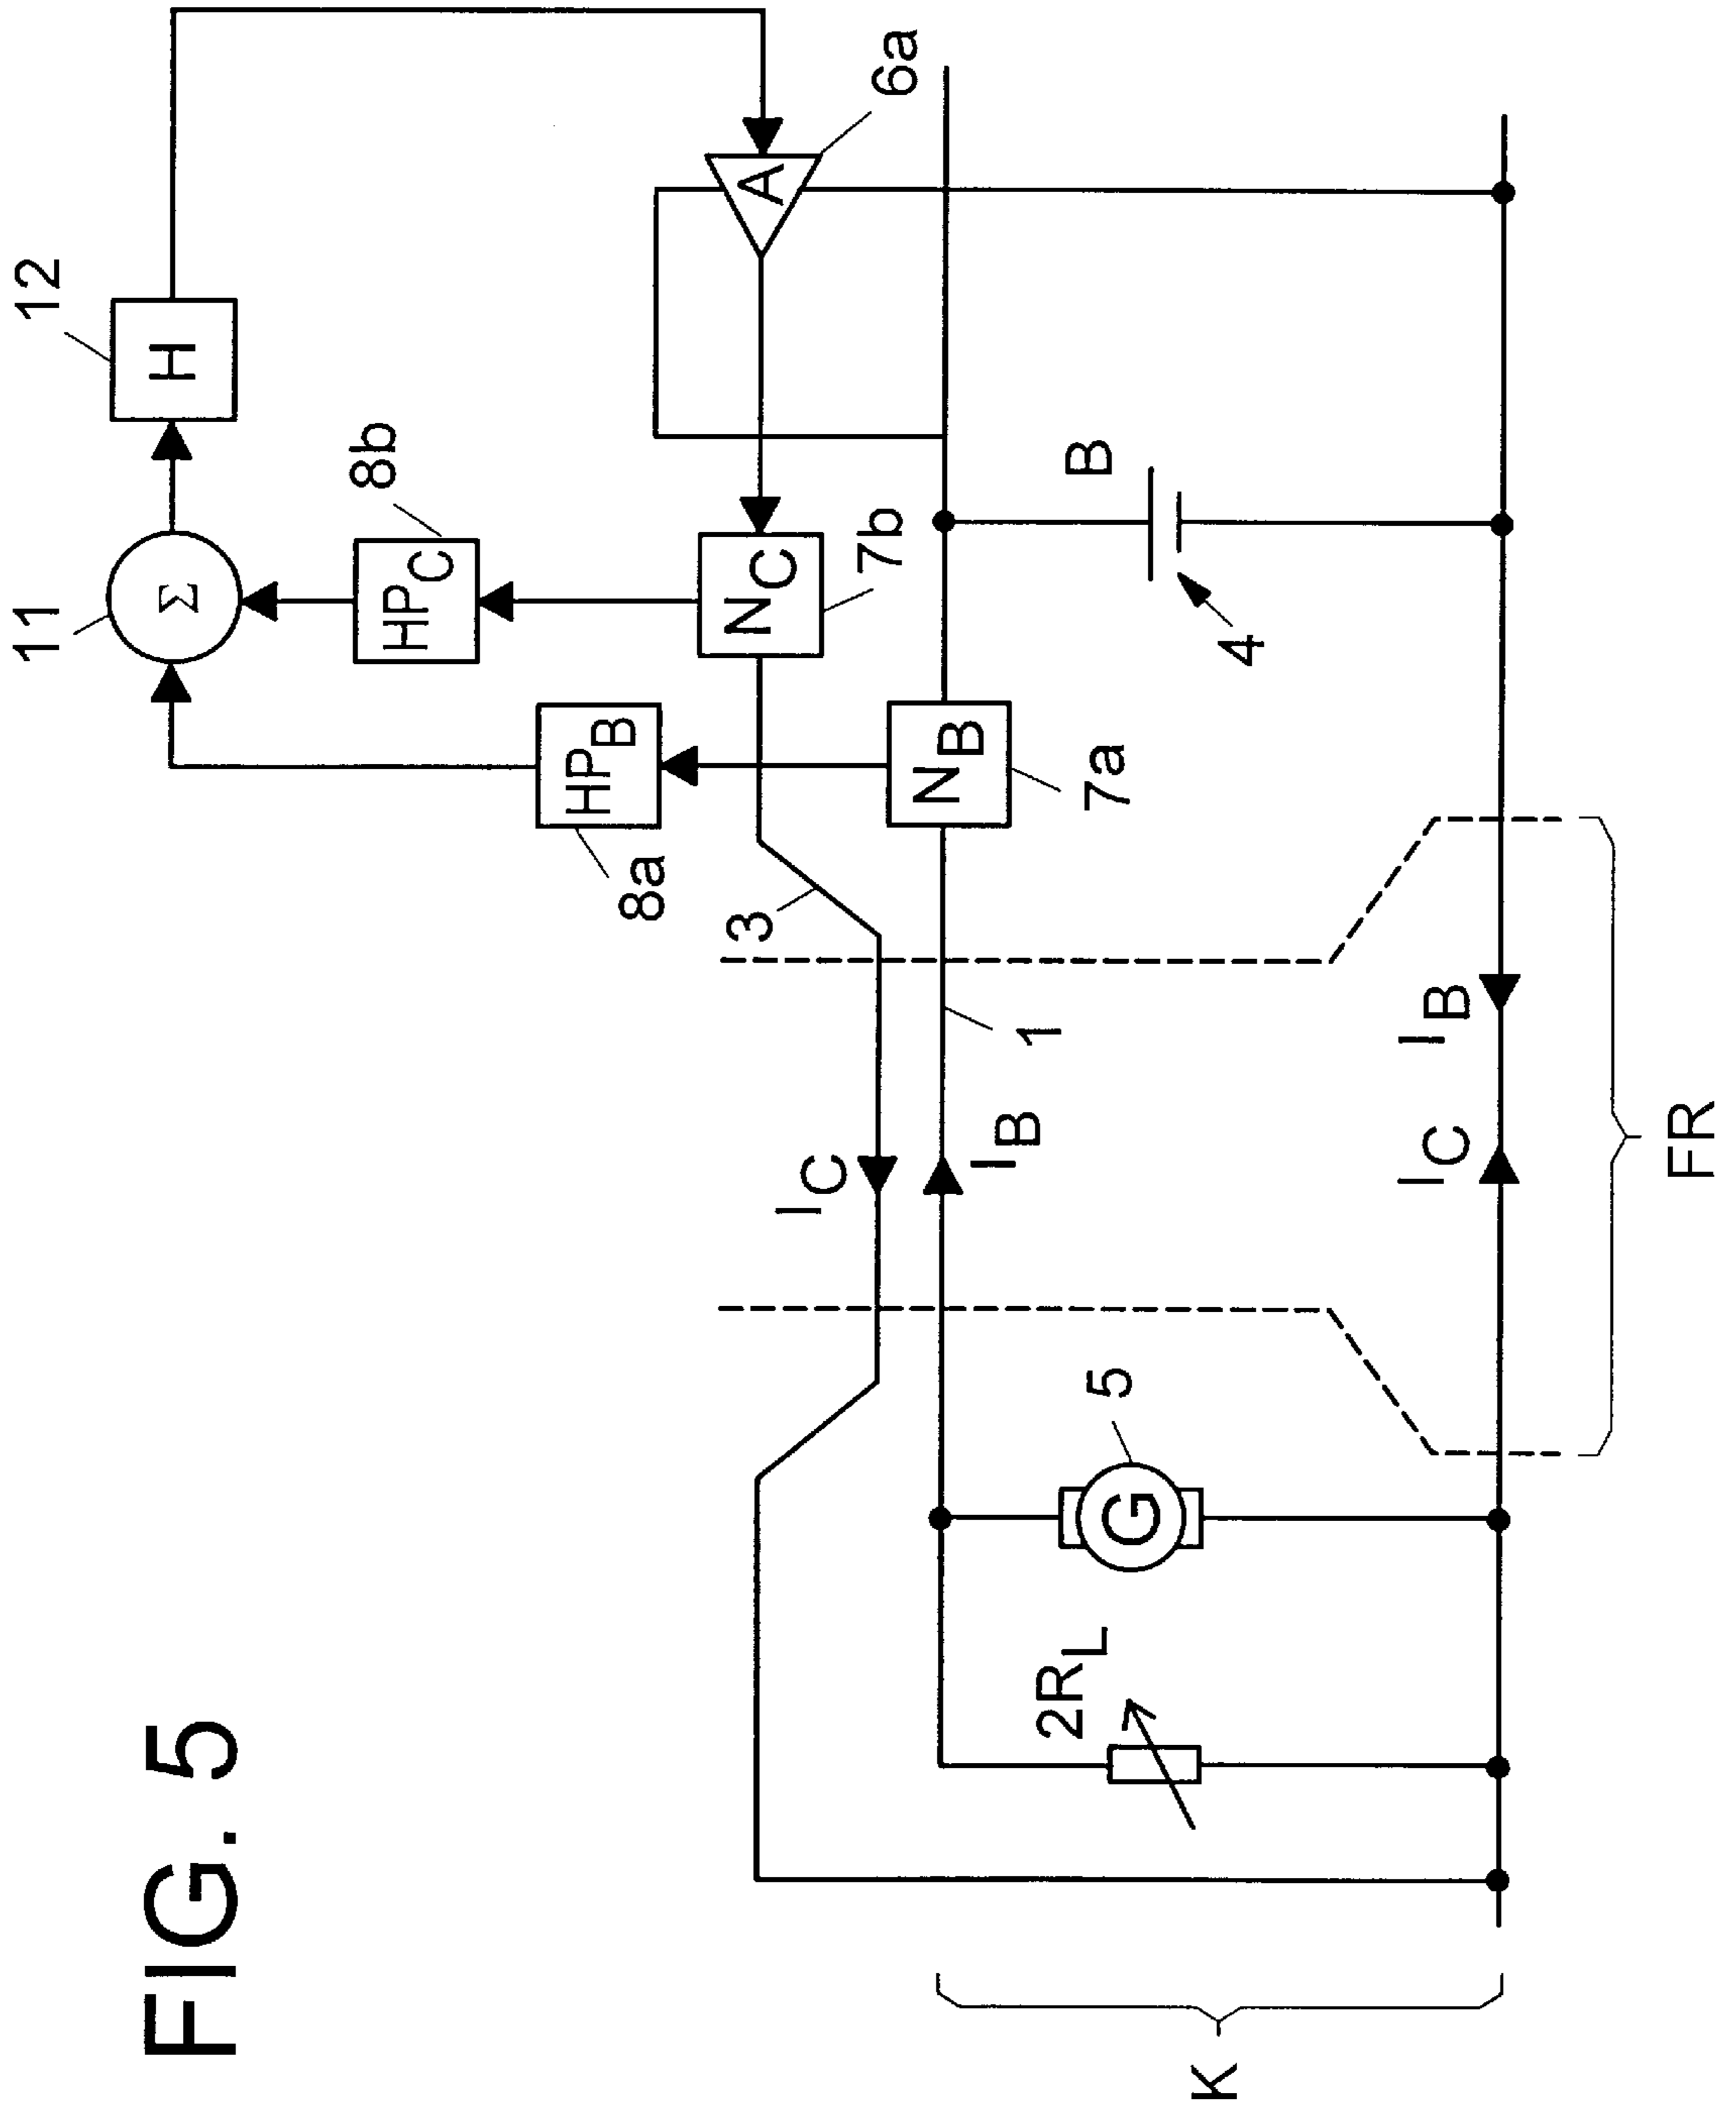 FIG. 5
12
H
11
Σ
8b
HP_C
6a
A
N_C
7b
HP_B
8a
N_B
7a
B
4
3
1
I_C
I_B
I_C
I_B
FR
5
G
2R_L
K